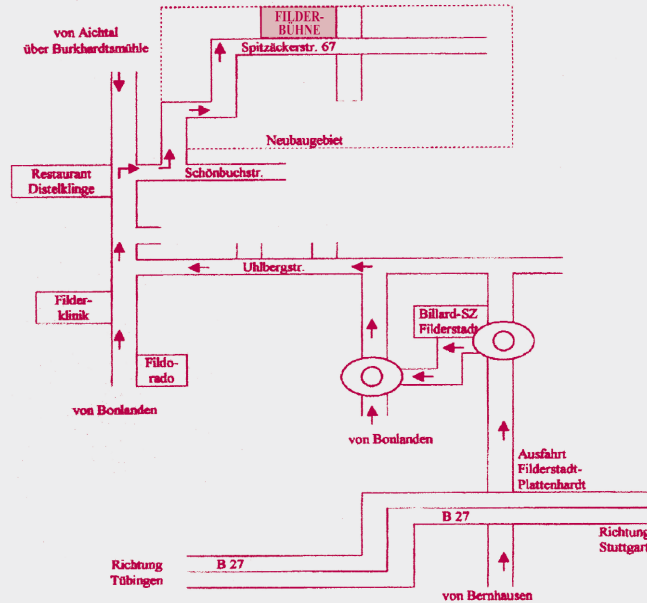 FILDER-
BÜHNE
von Aichtal
über Burkhardtsmühle
Spitzäckerstr. 67
Neubaugebiet
Restaurant
Distelklinge
Schönbuchstr.
Uhlbergstr.
Filder-
klinik
Billard-SZ
Filderstadt
Fildo-
rado
von Bonlanden
von Bonlanden
Ausfahrt
Filderstadt-
Plattenhardt
B 27
Richtung
Stuttgart
Richtung
Tübingen
B 27
von Bernhausen